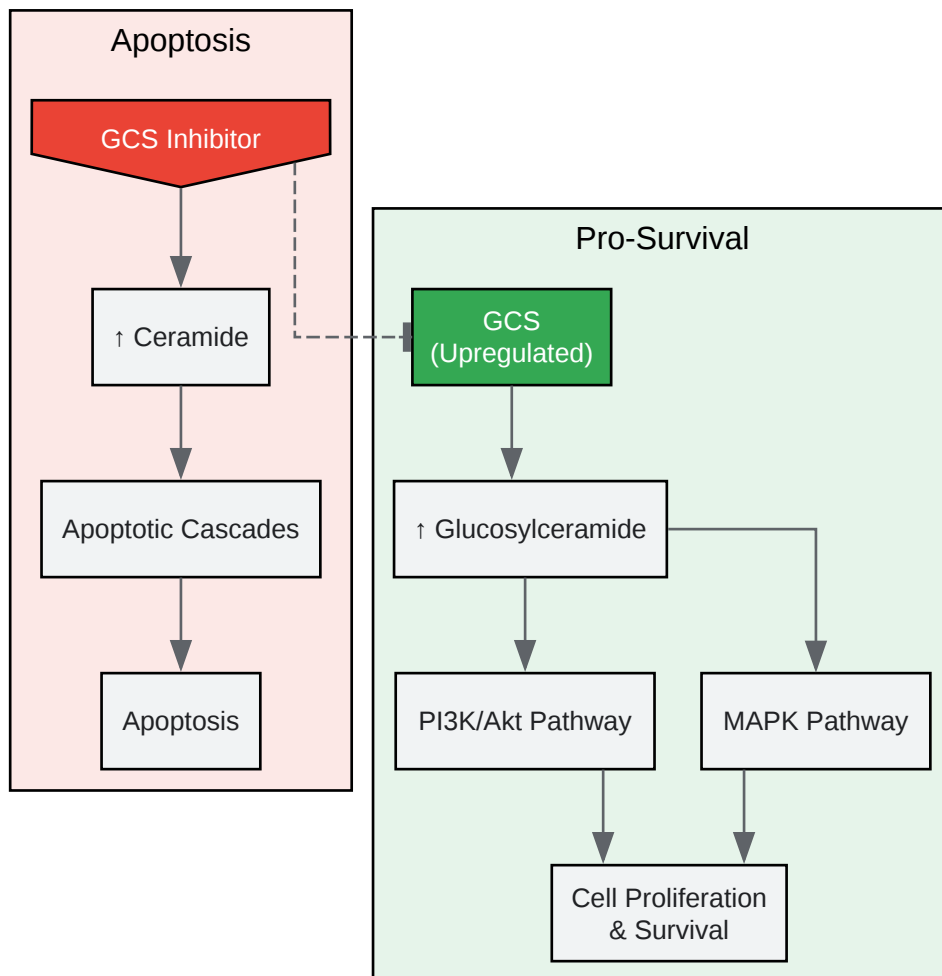 Apoptosis
GCS Inhibitor
↑ Ceramide
Apoptotic Cascades
Apoptosis
Pro-Survival
GCS
(Upregulated)
↑ Glucosylceramide
PI3K/Akt Pathway
MAPK Pathway
Cell Proliferation
& Survival